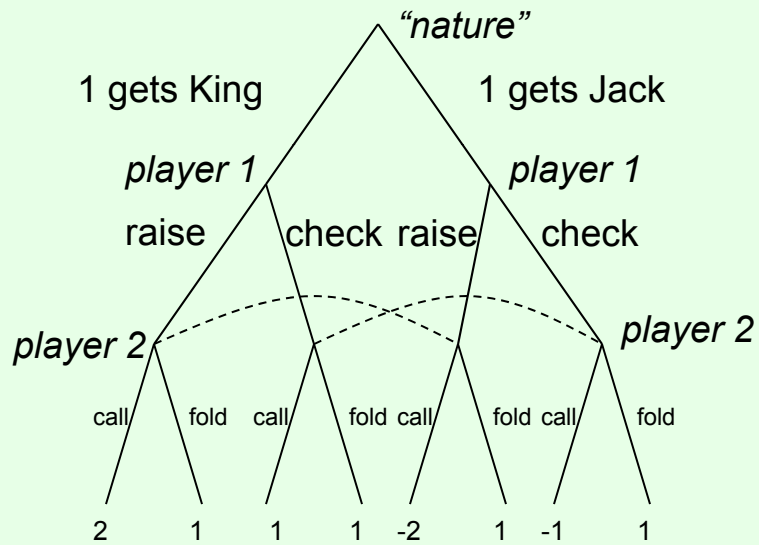 “nature”
1 gets King 1 gets Jack
player 1 player 1
raise check raise check
player 2 player 2
call fold call fold call fold call fold
2 1 1 1 -2 1 -1 1